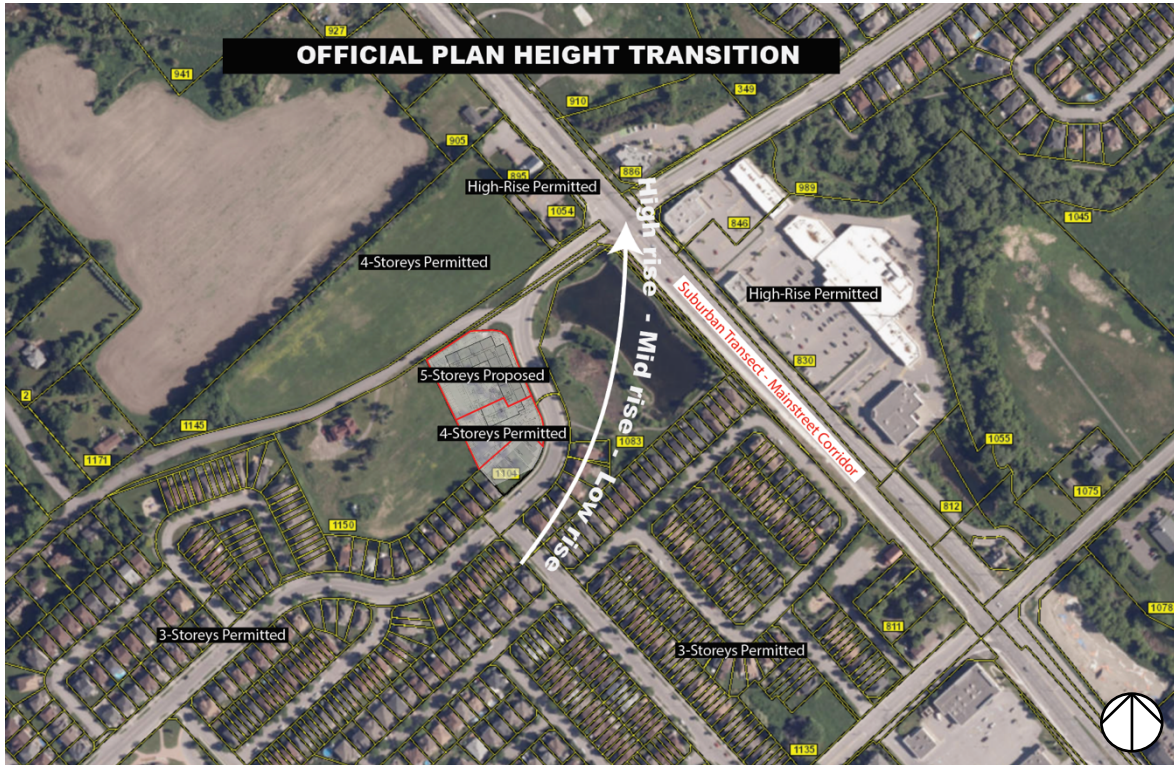 927
OFFICIAL PLAN HEIGHT TRANSITION
941
349
910
905
886
895
High-Rise Permitted
989
1054
1045
846
High rise - Mid rise - Low rise
4-Storeys Permitted
Suburban Transect - Mainstreet Corridor
High-Rise Permitted
830
5-Storeys Proposed
2
1145
4-Storeys Permitted
1083
1055
1171
1104
1075
812
1150
1078
811
3-Storeys Permitted
3-Storeys Permitted
1135